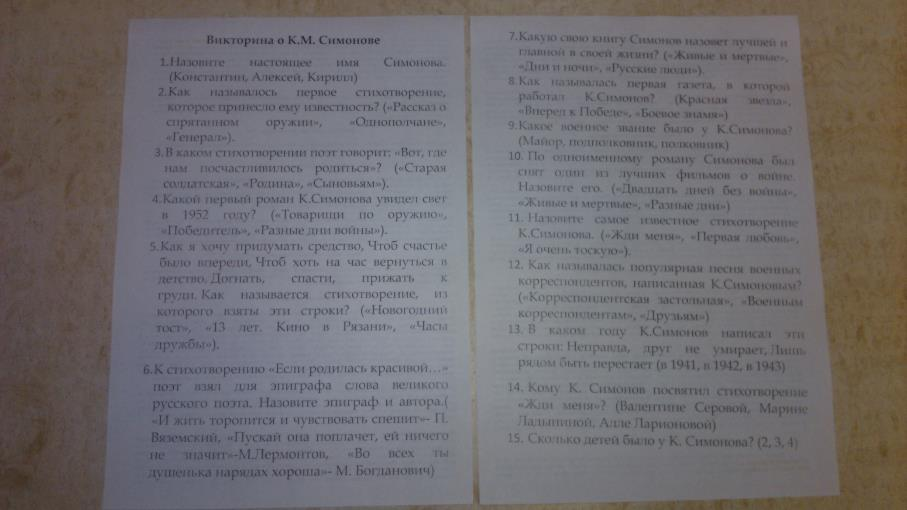 Викторина о К.М. Симонове
1.Назовите настоящее имя Симонова.
(Константин, Алексей, Кирилл)
2.Как называлось первое стихотворение,
которое принесло ему известность? («Рассказ о
спрятанном оружии», «Однополчане»,
«Генерал»).
3. В каком стихотворении поэт говорит: «Вот, где
нам посчастливилось родиться»? («Старая
солдатская», «Родина», «Сыновьям»).
4.Какой первый роман К.Симонова увидел свет
в 1952 году? («Товарищи по оружию»,
«Победитель», «Разные дни войны»).
5.Как я хочу придумать средство, Чтоб счастье
было впереди, Чтоб хоть на час вернуться в
детство. Догнать, спасти, прижать к
груди. Как называется стихотворение, из
которого взяты эти строки? («Новогодний
тост», «13 лет. Кино в Рязани», «Часы
дружбы»).
6.К стихотворению «Если родилась красивой…»
поэт взял для эпиграфа слова великого
русского поэта. Назовите эпиграф и автора.(
«И жить торопится и чувствовать спешит»- П.
Вяземский, «Пускай она поплачет, ей ничего
не значит»-М.Лермонтов, «Во всех ты
душенька нарядах хороша»- М. Богданович)
7.Какую свою книгу Симонов назовет лучшей и
главной в своей жизни? («Живые и мертвые»,
«Дни и ночи», «Русские люди»).
8.Как называлась первая газета, в которой
работал К.Симонов? (Красная звезда»,
«Вперед к Победе», «Боевое знамя»)
9.Какое военное звание было у К.Симонова?
(Майор, подполковник, полковник)
10. По одноименному роману Симонова был
снят один из лучших фильмов о войне.
Назовите его. («Двадцать дней без войны»,
«Живые и мертвые», «Разные дни»)
11. Назовите самое известное стихотворение
К.Симонова. («Жди меня», «Первая любовь»,
«Я очень тоскую»).
12. Как называлась популярная песня военных
корреспондентов, написанная К.Симоновым?
(«Корреспондентская застольная», «Военным
корреспондентам», «Друзьям»)
13. В каком году К.Симонов написал эти
строки: Неправда, друг не умирает, Лишь
рядом быть перестает (в 1941, в 1942, в 1943)
14. Кому К. Симонов посвятил стихотворение
«Жди меня»? (Валентине Серовой, Марине
Ладыниной, Алле Ларионовой)
15. Сколько детей было у К. Симонова? (2, 3, 4)